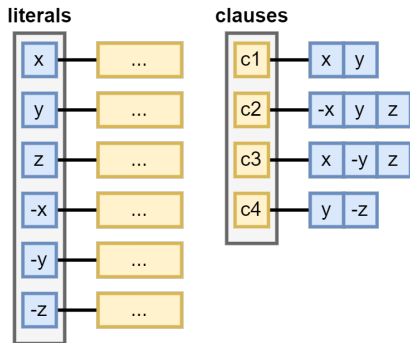 literals clauses
x ... c1 x y
y ... c2 -x y z
z ... c3 x -y z
-x ... c4 y -z
-y ...
-z ...